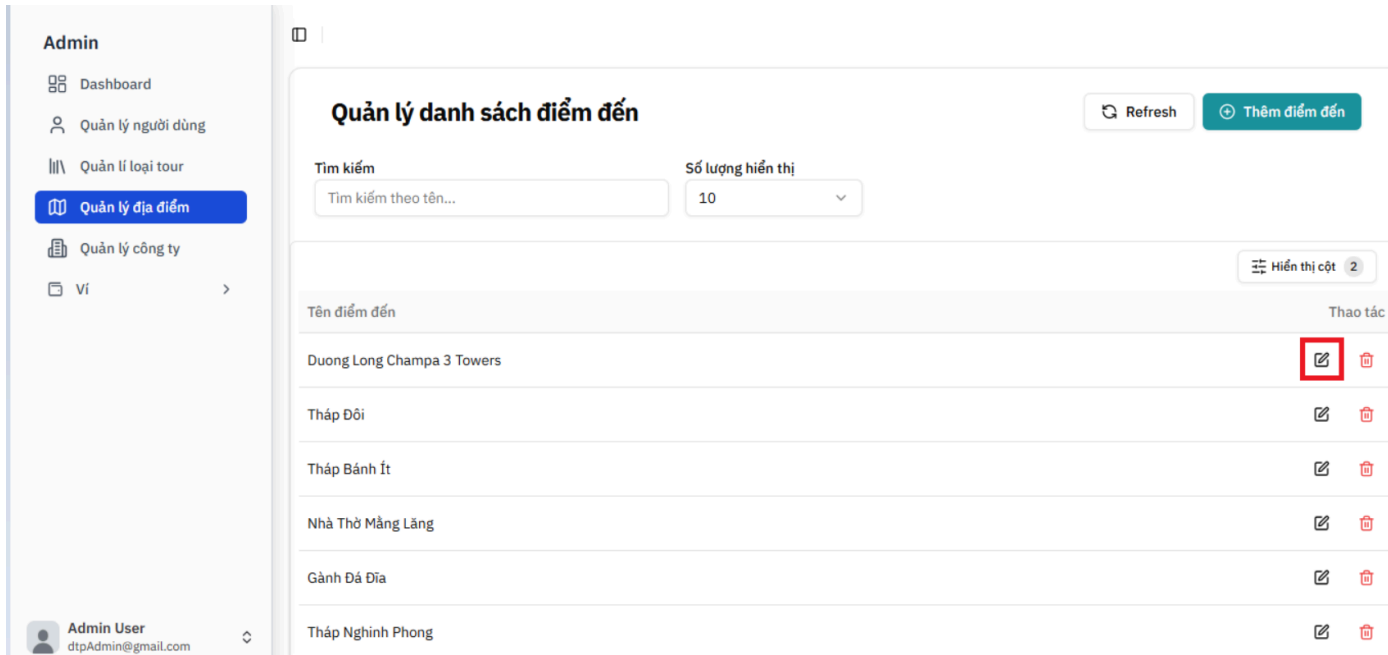 Admin
Dashboard
Quản lý người dùng
Quản lí loại tour
Quản lý địa điểm
Quản lý công ty
Ví
Admin User
dtpAdmin@gmail.com
Quản lý danh sách điểm đến
Refresh
Thêm điểm đến
Tìm kiếm
Số lượng hiển thị
Tìm kiếm theo tên...
10
Hiển thị cột 2
Tên điểm đến
Thao tác
Duong Long Champa 3 Towers
Tháp Đôi
Tháp Bánh Ít
Nhà Thờ Mằng Lăng
Gành Đá Đĩa
Tháp Nghinh Phong